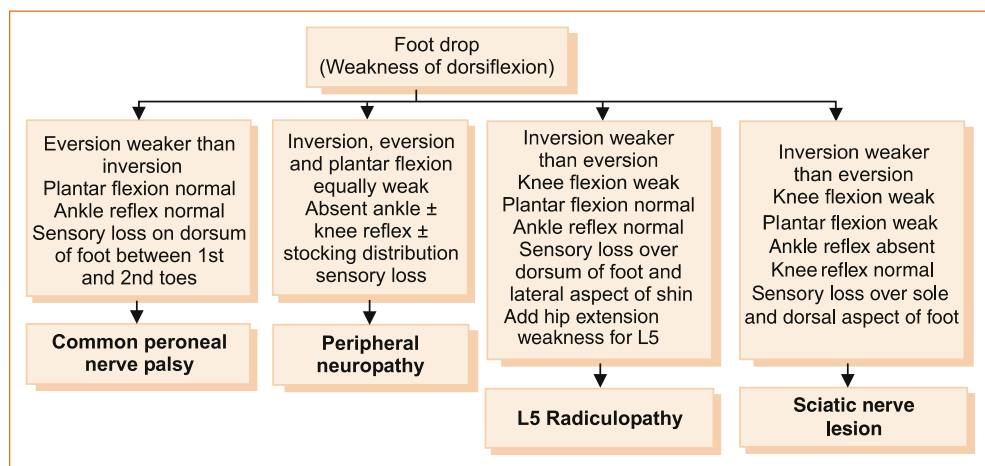 Foot drop
(Weakness of dorsiflexion)
Eversion weaker than
inversion
Plantar flexion normal
Ankle reflex normal
Sensory loss on dorsum
of foot between 1st
and 2nd toes
Common peroneal
nerve palsy
Inversion, eversion
and plantar flexion
equally weak
Absent ankle ±
knee reflex ±
stocking distribution
sensory loss
Peripheral
neuropathy
Inversion weaker
than eversion
Knee flexion weak
Plantar flexion normal
Ankle reflex normal
Sensory loss over
dorsum of foot and
lateral aspect of shin
Add hip extension
weakness for L5
L5 Radiculopathy
Inversion weaker
than eversion
Knee flexion weak
Plantar flexion weak
Ankle reflex absent
Knee reflex normal
Sensory loss over sole
and dorsal aspect of foot
Sciatic nerve
lesion